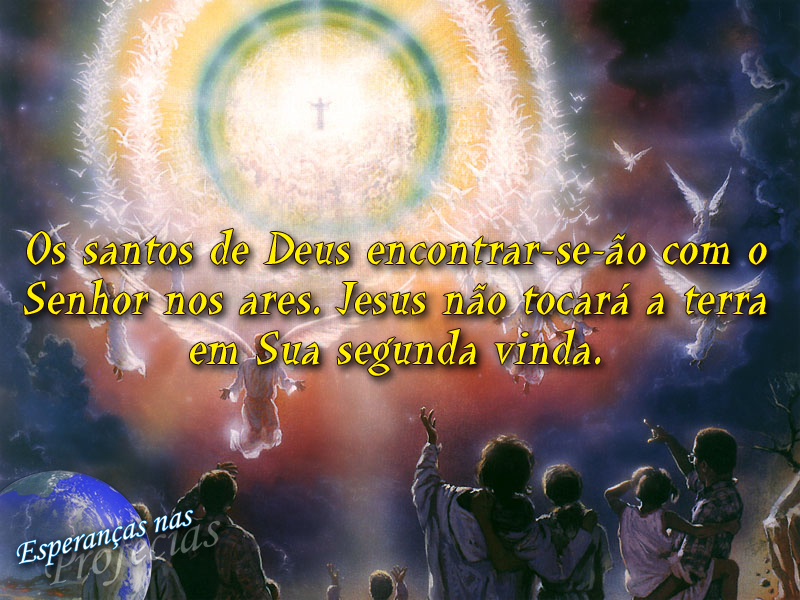 Os santos de Deus encontrar-se-ão com o
Senhor nos ares. Jesus não tocará a terra
em Sua segunda vinda.
Esperanças nas
Profecias